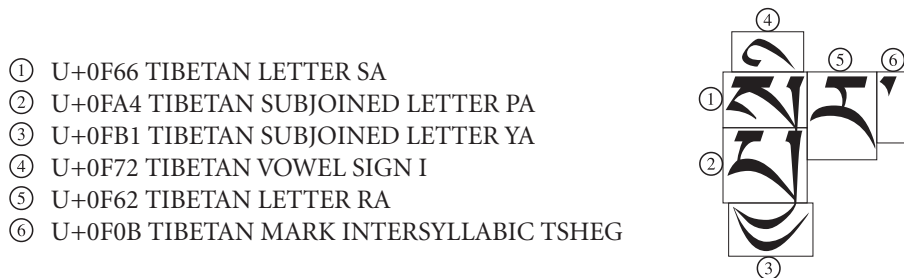 ① U+0F66 TIBETAN LETTER SA
② U+0FA4 TIBETAN SUBJOINED LETTER PA
③ U+0FB1 TIBETAN SUBJOINED LETTER YA
④ U+0F72 TIBETAN VOWEL SIGN I
⑤ U+0F62 TIBETAN LETTER RA
⑥ U+0F0B TIBETAN MARK INTERSYLLABIC TSHEG
④
⑤ ⑥
①
②
③
སྤྱིར་